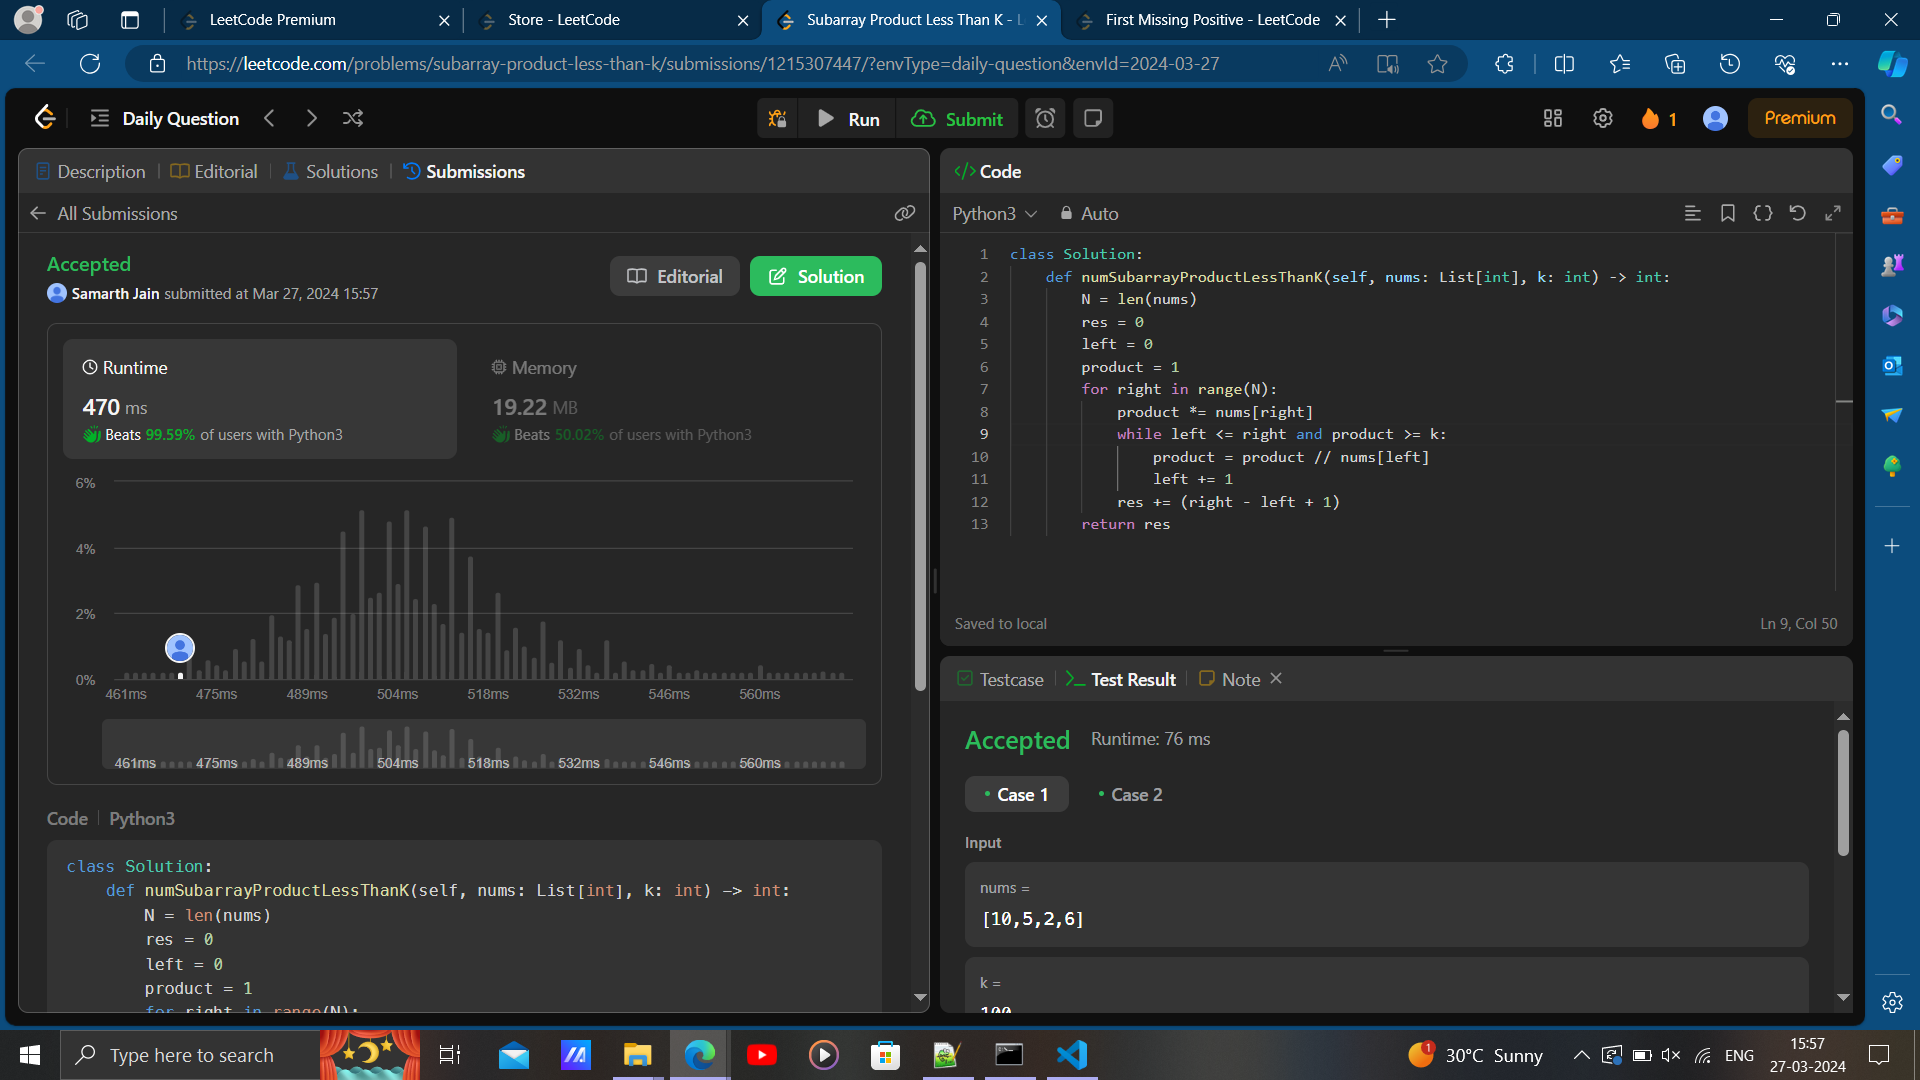 LeetCode Premium
Store - LeetCode
Subarray Product Less Than K - L
First Missing Positive - LeetCode
https://leetcode.com/problems/subarray-product-less-than-k/submissions/1215307447/?envType=daily-question&envId=2024-03-27
Daily Question
Run
Submit
1
Premium
Description
Editorial
Solutions
Submissions
All Submissions
Accepted
Samarth Jain submitted at Mar 27, 2024 15:57
Editorial
Solution
Runtime
470 ms
Beats 99.59% of users with Python3
Memory
19.22 MB
Beats 50.02% of users with Python3
6%
4%
2%
0%
461ms 475ms 489ms 504ms 518ms 532ms 546ms 560ms
461ms 475ms 489ms 504ms 518ms 532ms 546ms 560ms
Code | Python3
class Solution:
def numSubarrayProductLessThanK(self, nums: List[int], k: int) -> int:
N = len(nums)
res = 0
left = 0
product = 1
for right in range(N):
</> Code
Python3
Auto
1 class Solution:
2 def numSubarrayProductLessThanK(self, nums: List[int], k: int) -> int:
3 N = len(nums)
4 res = 0
5 left = 0
6 product = 1
7 for right in range(N):
8 product *= nums[right]
9 while left <= right and product >= k:
10 product = product // nums[left]
11 left += 1
12 res += (right - left + 1)
13 return res
Saved to local
Ln 9, Col 50
Testcase
Test Result
Note
Accepted
Runtime: 76 ms
Case 1
Case 2
Input
nums =
[10,5,2,6]
k =
100
Type here to search
1
30°C Sunny
ENG
15:57
27-03-2024